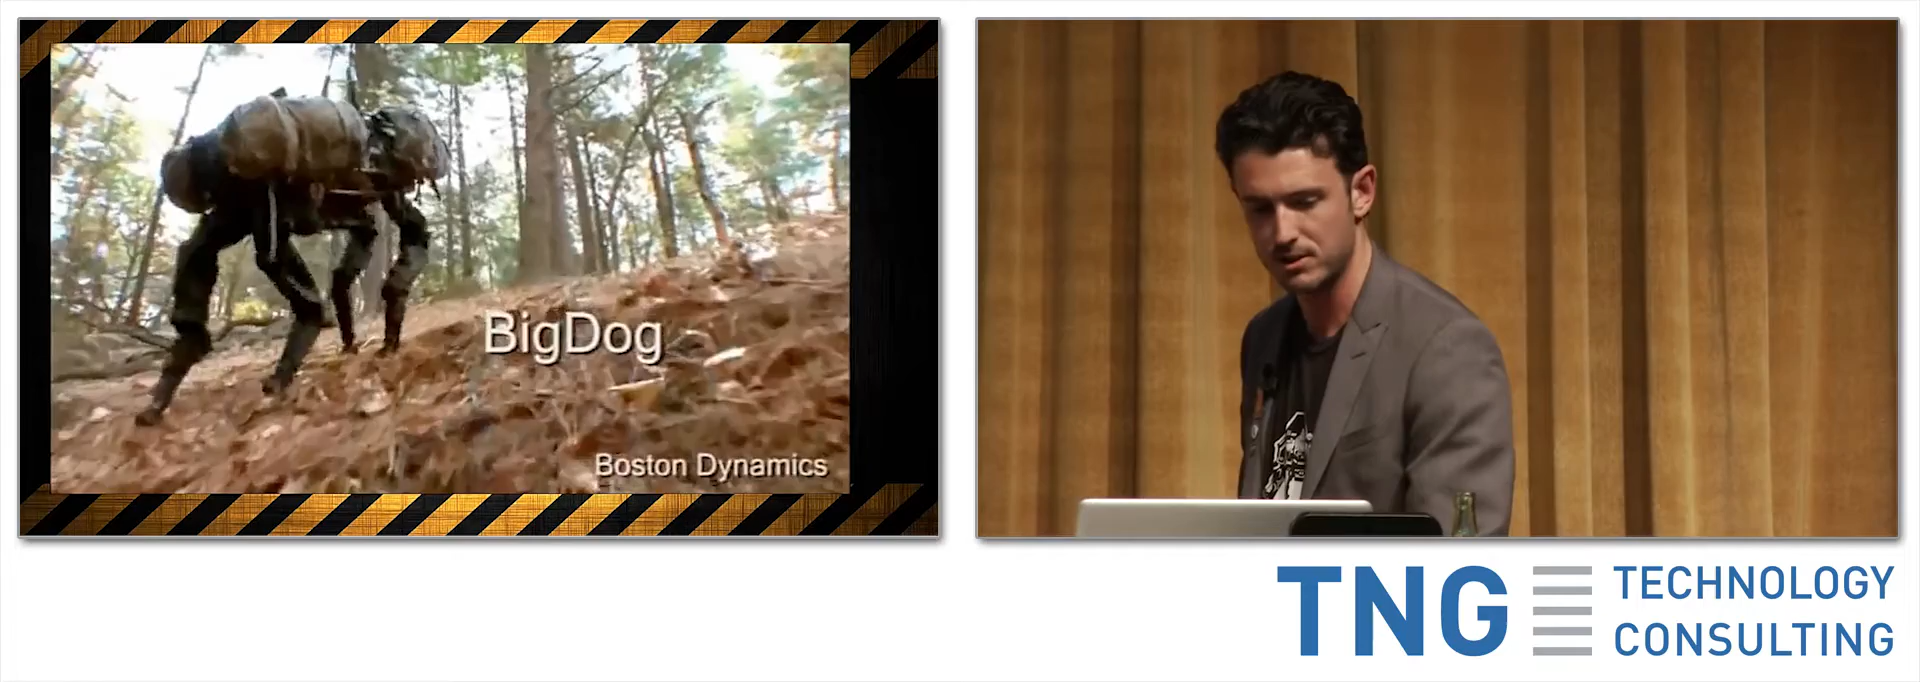 BigDog
Boston Dynamics
TNG
TECHNOLOGY
CONSULTING